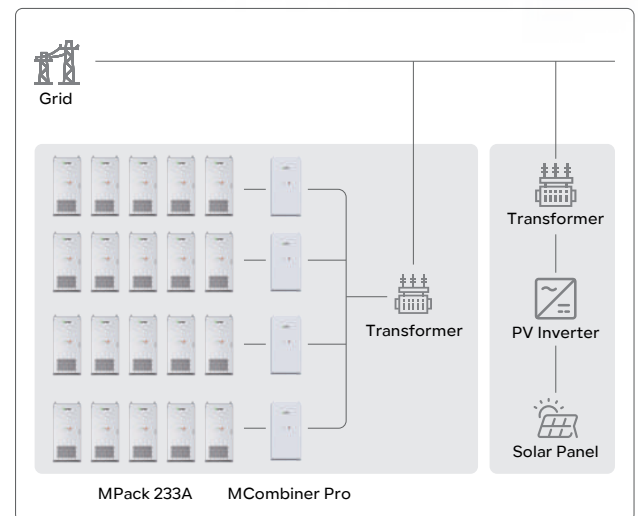 Grid
Transformer
Transformer
PV Inverter
Solar Panel
MPack 233A
MCombiner Pro